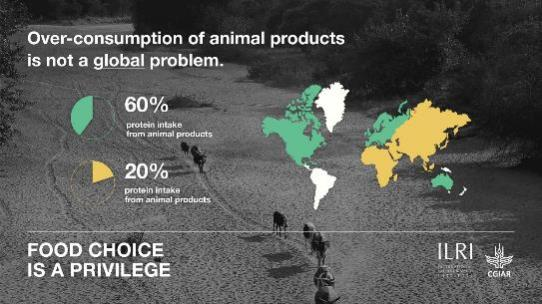 Over-consumption of animal products
is not a global problem.
60%
protein intake
from animal products
20%
protein intake
from animal products
FOOD CHOICE
IS A PRIVILEGE
ILRI
CGIAR